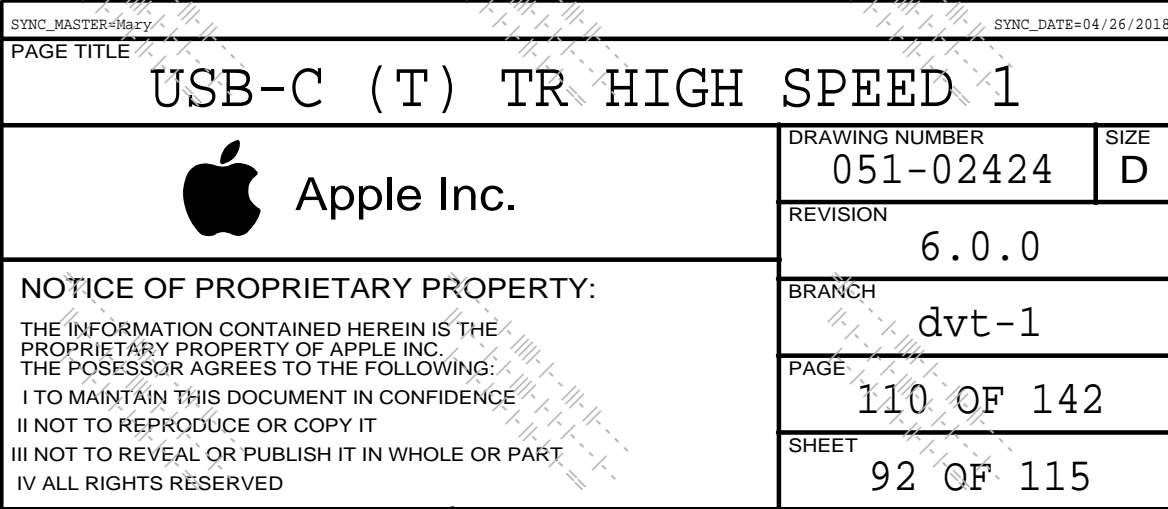 SYNC_MASTER=Mary
SYNC_DATE=04/26/2018
PAGE TITLE
USB-C (T) TR HIGH SPEED 1
Apple Inc.
DRAWING NUMBER
051-02424
SIZE
D
REVISION
6.0.0
NOTICE OF PROPRIETARY PROPERTY:
THE INFORMATION CONTAINED HEREIN IS THE
PROPRIETARY PROPERTY OF APPLE INC.
THE POSESSOR AGREES TO THE FOLLOWING:
I TO MAINTAIN THIS DOCUMENT IN CONFIDENCE
II NOT TO REPRODUCE OR COPY IT
III NOT TO REVEAL OR PUBLISH IT IN WHOLE OR PART
IV ALL RIGHTS RESERVED
BRANCH
dvt-1
PAGE
110 OF 142
SHEET
92 OF 115